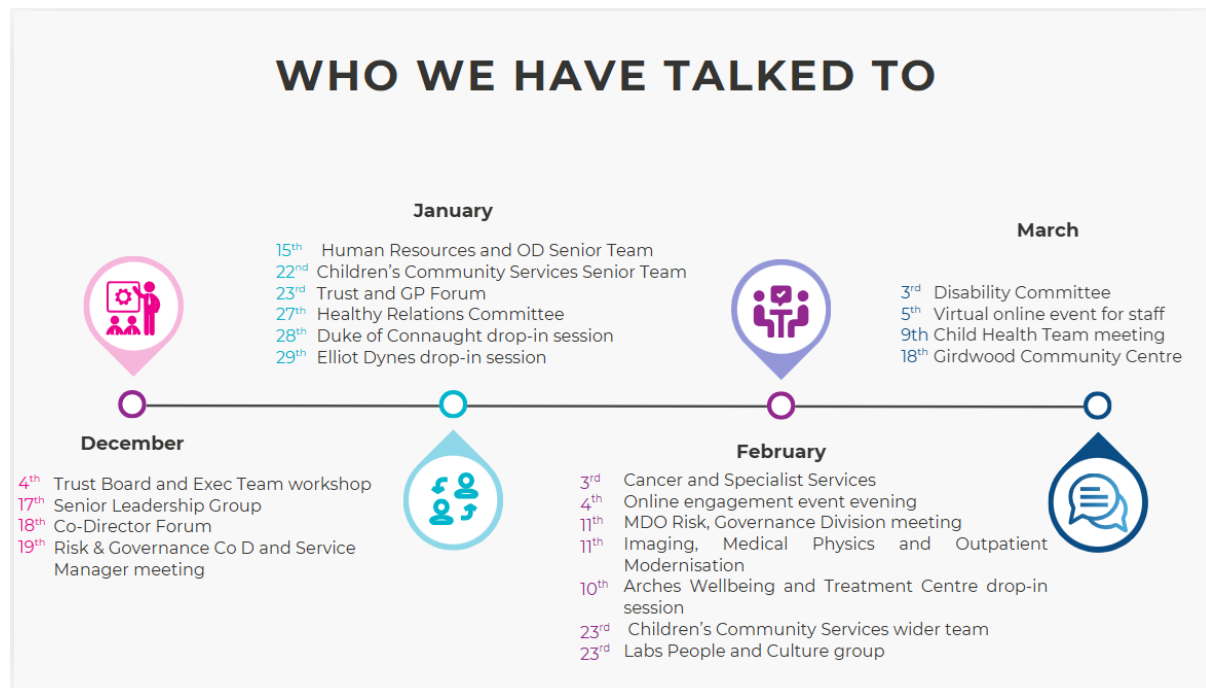 WHO WE HAVE TALKED TO
December
4th Trust Board and Exec Team workshop
17th Senior Leadership Group
18th Co-Director Forum
19th Risk & Governance Co D and Service
Manager meeting
January
15th Human Resources and OD Senior Team
22nd Children's Community Services Senior Team
23rd Trust and GP Forum
27th Healthy Relations Committee
28th Duke of Connaught drop-in session
29th Elliot Dynes drop-in session
February
3rd Cancer and Specialist Services
4th Online engagement event evening
11th MDO Risk, Governance Division meeting
11th Imaging, Medical Physics and Outpatient
Modernisation
10th Arches Wellbeing and Treatment Centre drop-in
session
23rd Children's Community Services wider team
23rd Labs People and Culture group
March
3rd Disability Committee
5th Virtual online event for staff
9th Child Health Team meeting
18th Girdwood Community Centre